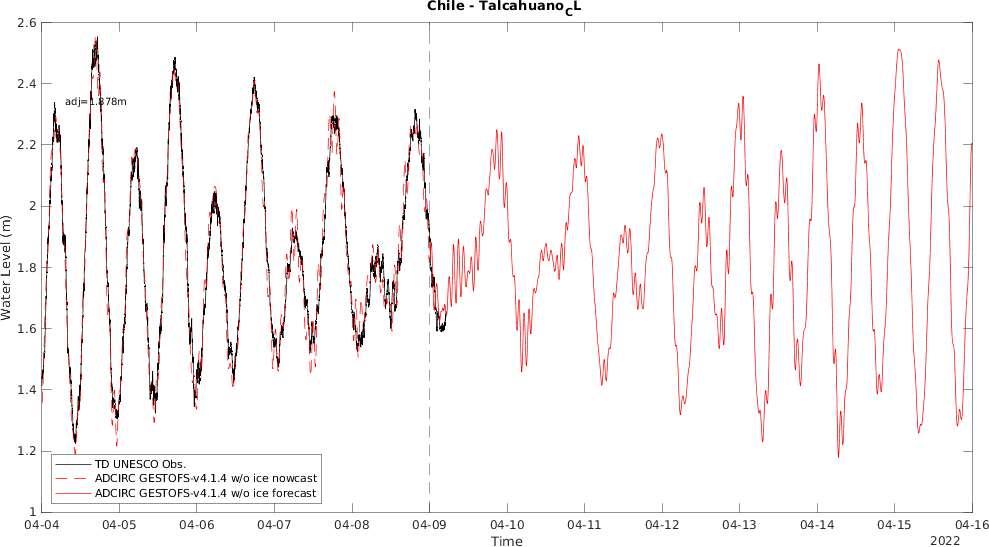 Chile - Talcahuano_CL
2.6
2.4
2.2
2
1.8
1.6
1.4
1.2
1
Water Level (m)
adj=1.878m
TD UNESCO Obs.
ADCIRC GESTOFS-v4.1.4 w/o ice nowcast
ADCIRC GESTOFS-v4.1.4 w/o ice forecast
04-04 04-05 04-06 04-07 04-08 04-09 04-10 04-11 04-12 04-13 04-14 04-15 04-16
Time
2022